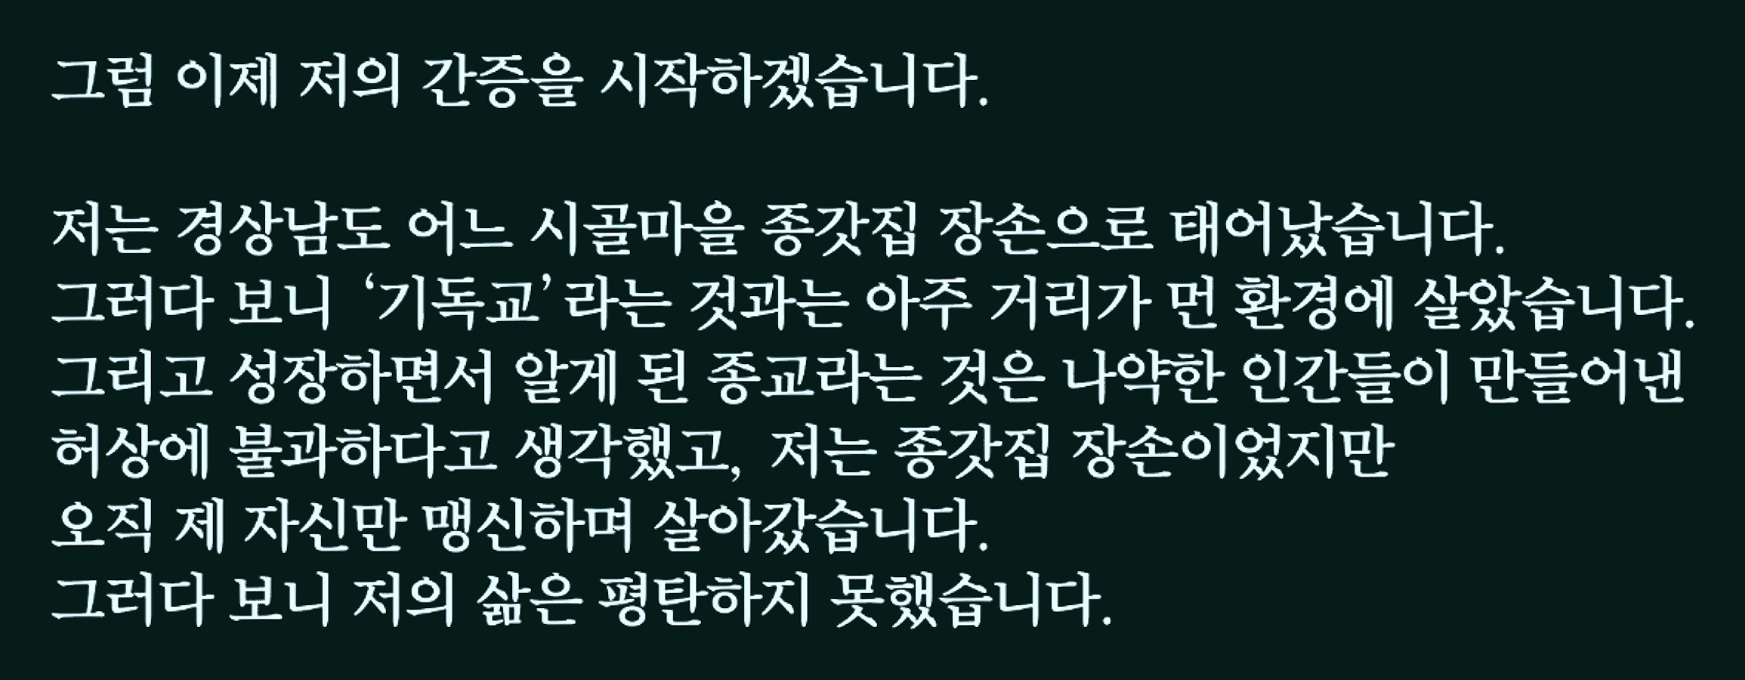 그럼 이제 저의 간증을 시작하겠습니다.
저는 경상남도 어느 시골마을 종갓집 장손으로 태어났습니다.
그러다 보니 ‘기독교’라는 것과는 아주 거리가 먼 환경에 살았습니다.
그리고 성장하면서 알게 된 종교라는 것은 나약한 인간들이 만들어낸
허상에 불과하다고 생각했고, 저는 종갓집 장손이었지만
오직 제 자신만 맹신하며 살아갔습니다.
그러다 보니 저의 삶은 평탄하지 못했습니다.